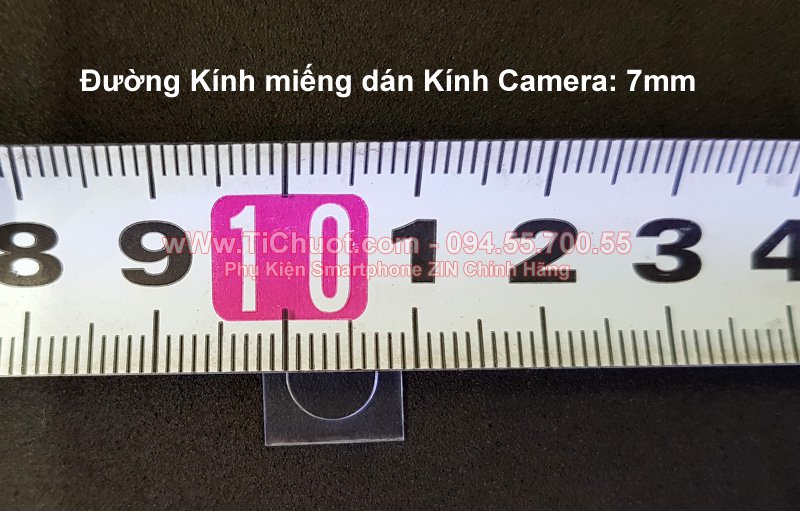 Đường Kính miếng dán Kính Camera: 7mm
8 9 10 1 2 3 4
wWw.TiChuot.com - 094.55.700.55
Phụ Kiện Smartphone ZIN Chính Hãng